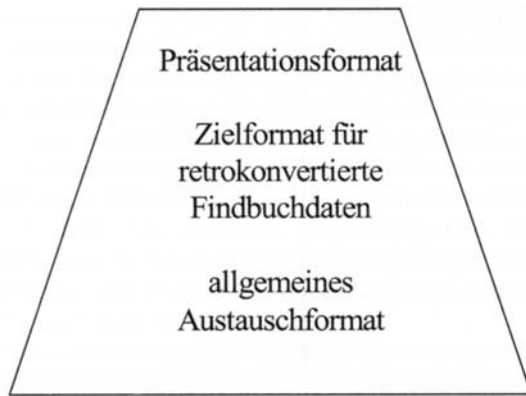 Präsentationsformat
Zielformat für
retrokonvertierte
Findbuchdaten
allgemeines
Austauschformat